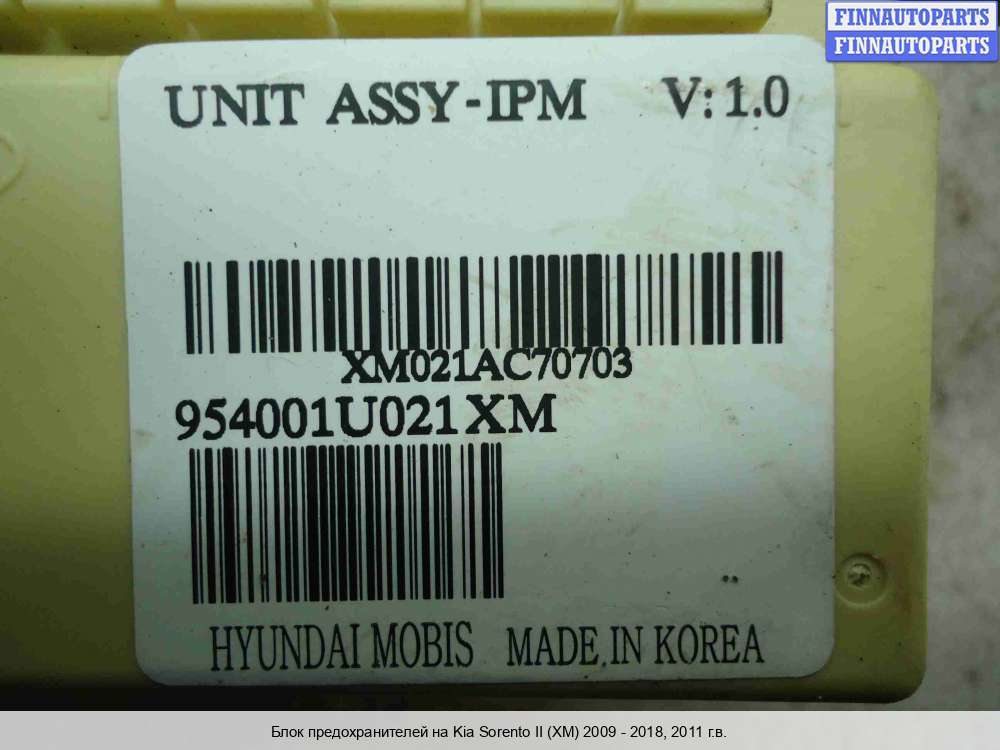 FINNAUTOPARTS
FINNAUTOPARTS
UNIT ASSY-IPM V: 1.0
XM021AC70703
954001U021XM
HYUNDAI MOBIS MADE IN KOREA
Блок предохранителей на Kia Sorento II (XM) 2009 - 2018, 2011 г.в.